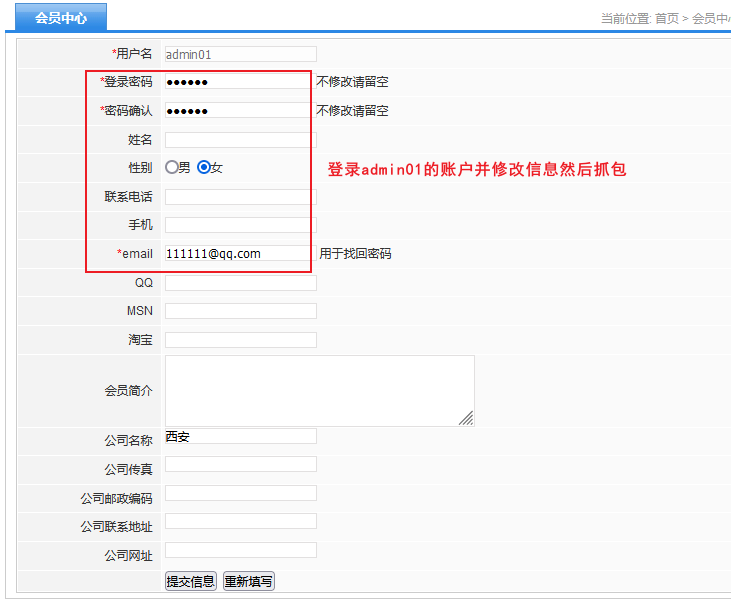 会员中心
当前位置: 首页 > 会员中心
*用户名 admin01
*登录密码 ●●●●●● 不修改请留空
*密码确认 ●●●●●● 不修改请留空
姓名
性别 男 女
登录admin01的账户并修改信息然后抓包
联系电话
手机
*email 111111@qq.com 用于找回密码
QQ
MSN
淘宝
会员简介
公司名称 西安
公司传真
公司邮政编码
公司联系地址
公司网址
提交信息 重新填写